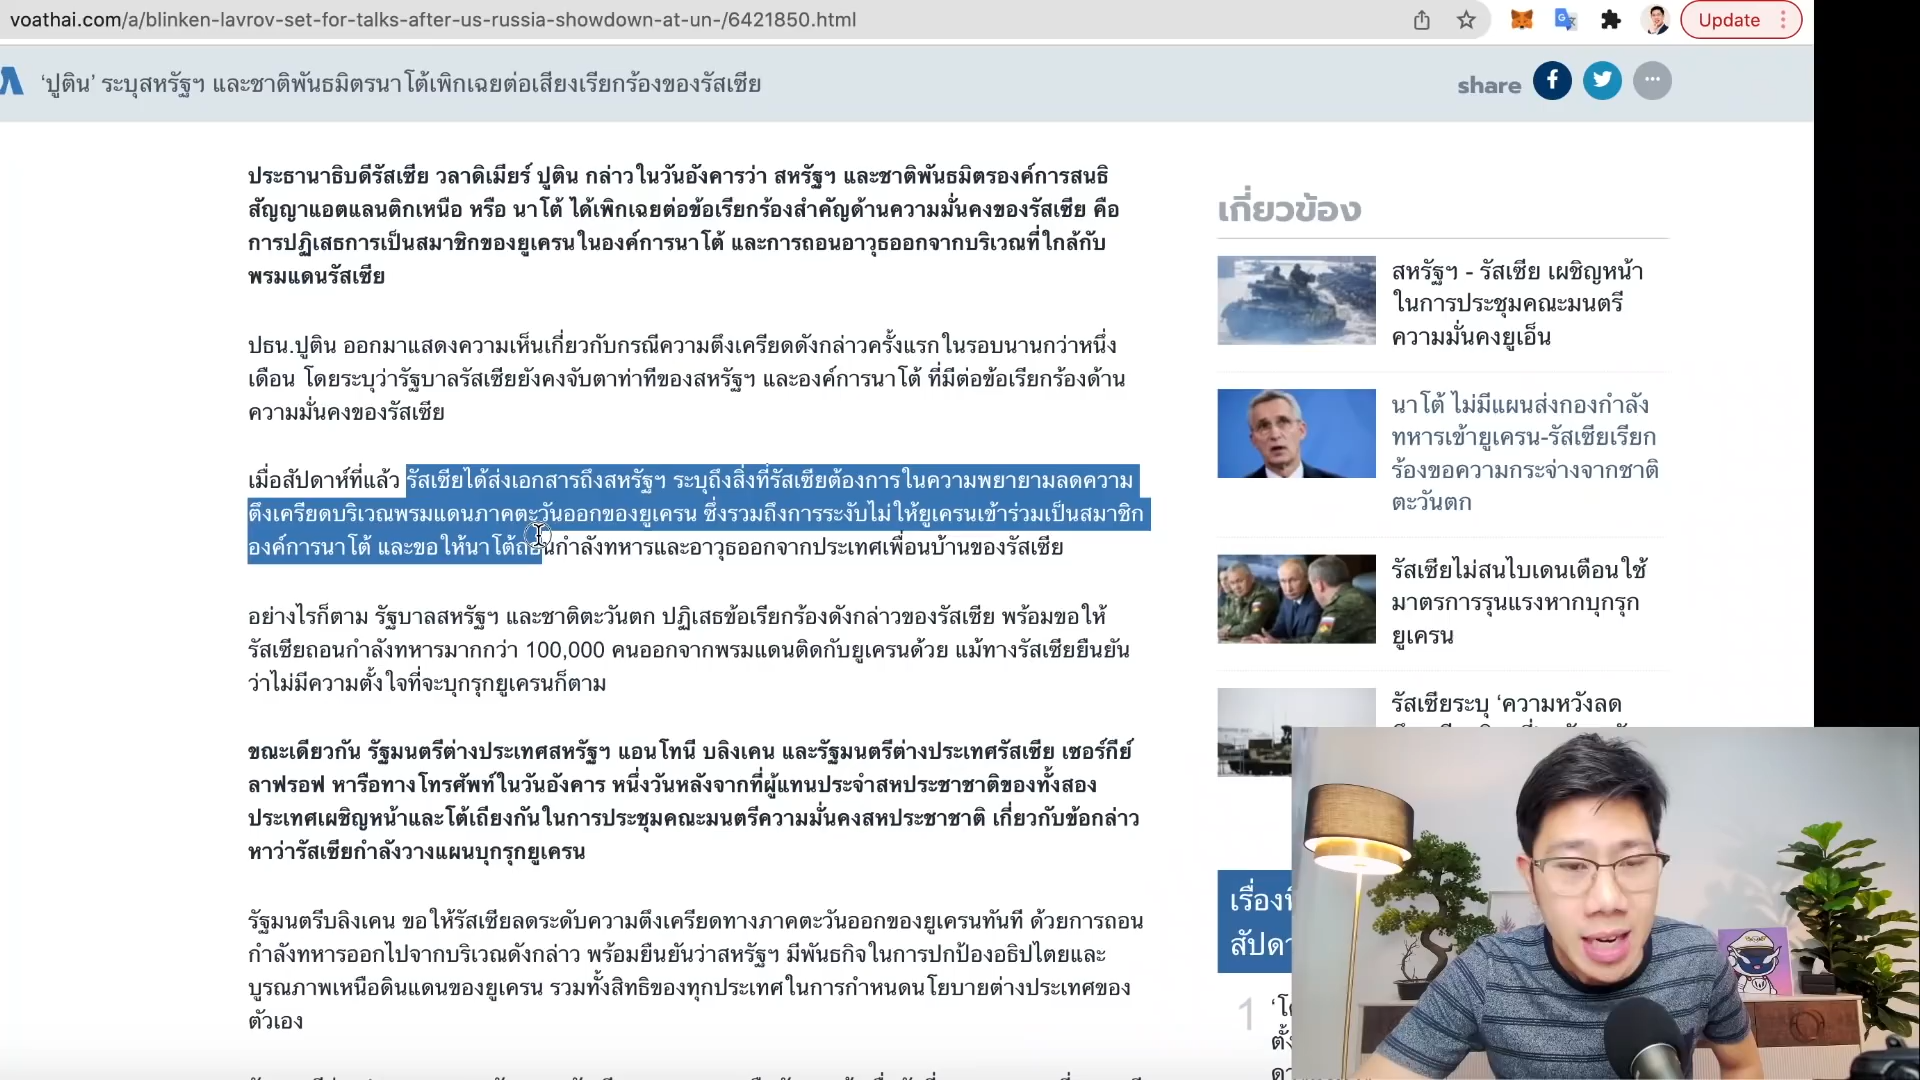 voathai.com/a/blinken-lavrov-set-for-talks-after-us-russia-showdown-at-un-/6421850.html
Update
‘ปูติน’ ระบุสหรัฐฯ และชาติพันธมิตรนาโต้เพิกเฉยต่อเสียงเรียกร้องของรัสเซีย
share
ประธานาธิบดีรัสเซีย วลาดิเมียร์ ปูติน กล่าวในวันอังคารว่า สหรัฐฯ และชาติพันธมิตรองค์การสนธิ
สัญญาแอตแลนติกเหนือ หรือ นาโต้ ได้เพิกเฉยต่อข้อเรียกร้องสำคัญด้านความมั่นคงของรัสเซีย คือ
การปฏิเสธการเป็นสมาชิกของยูเครนในองค์การนาโต้ และการถอนอาวุธออกจากบริเวณที่ใกล้กับ
พรมแดนรัสเซีย
ปธน.ปูติน ออกมาแสดงความเห็นเกี่ยวกับกรณีความตึงเครียดดังกล่าวครั้งแรกในรอบนานกว่าหนึ่ง
เดือน โดยระบุว่ารัฐบาลรัสเซียยังคงจับตาท่าทีของสหรัฐฯ และองค์การนาโต้ ที่มีต่อข้อเรียกร้องด้าน
ความมั่นคงของรัสเซีย
เมื่อสัปดาห์ที่แล้ว รัสเซียได้ส่งเอกสารถึงสหรัฐฯ ระบุถึงสิ่งที่รัสเซียต้องการในความพยายามลดความ
ตึงเครียดบริเวณพรมแดนภาคตะวันออกของยูเครน ซึ่งรวมถึงการระงับไม่ให้ยูเครนเข้าร่วมเป็นสมาชิก
องค์การนาโต้ และขอให้นาโต้ถอนกำลังทหารและอาวุธออกจากประเทศเพื่อนบ้านของรัสเซีย
อย่างไรก็ตาม รัฐบาลสหรัฐฯ และชาติตะวันตก ปฏิเสธข้อเรียกร้องดังกล่าวของรัสเซีย พร้อมขอให้
รัสเซียถอนกำลังทหารมากกว่า 100,000 คนออกจากพรมแดนติดกับยูเครนด้วย แม้ทางรัสเซียยืนยัน
ว่าไม่มีความตั้งใจที่จะบุกรุกยูเครนก็ตาม
ขณะเดียวกัน รัฐมนตรีต่างประเทศสหรัฐฯ แอนโทนี บลิงเคน และรัฐมนตรีต่างประเทศรัสเซีย เซอร์กีย์
ลาฟรอฟ หารือทางโทรศัพท์ในวันอังคาร หนึ่งวันหลังจากที่ผู้แทนประจำสหประชาชาติของทั้งสอง
ประเทศเผชิญหน้าและโต้เถียงกันในการประชุมคณะมนตรีความมั่นคงสหประชาชาติ เกี่ยวกับข้อกล่าว
หาว่ารัสเซียกำลังวางแผนบุกรุกยูเครน
รัฐมนตรีบลิงเคน ขอให้รัสเซียลดระดับความตึงเครียดทางภาคตะวันออกของยูเครนทันที ด้วยการถอน
กำลังทหารออกไปจากบริเวณดังกล่าว พร้อมยืนยันว่าสหรัฐฯ มีพันธกิจในการปกป้องอธิปไตยและ
บูรณภาพเหนือดินแดนของยูเครน รวมทั้งสิทธิของทุกประเทศในการกำหนดนโยบายต่างประเทศของ
ตัวเอง
เกี่ยวข้อง
สหรัฐฯ - รัสเซีย เผชิญหน้า
ในการประชุมคณะมนตรี
ความมั่นคงยูเอ็น
นาโต้ ไม่มีแผนส่งกองกำลัง
ทหารเข้ายูเครน-รัสเซียเรียก
ร้องขอความกระจ่างจากชาติ
ตะวันตก
รัสเซียไม่สนไบเดนเตือนใช้
มาตรการรุนแรงหากบุกรุก
ยูเครน
รัสเซียระบุ ‘ความหวังลด
1